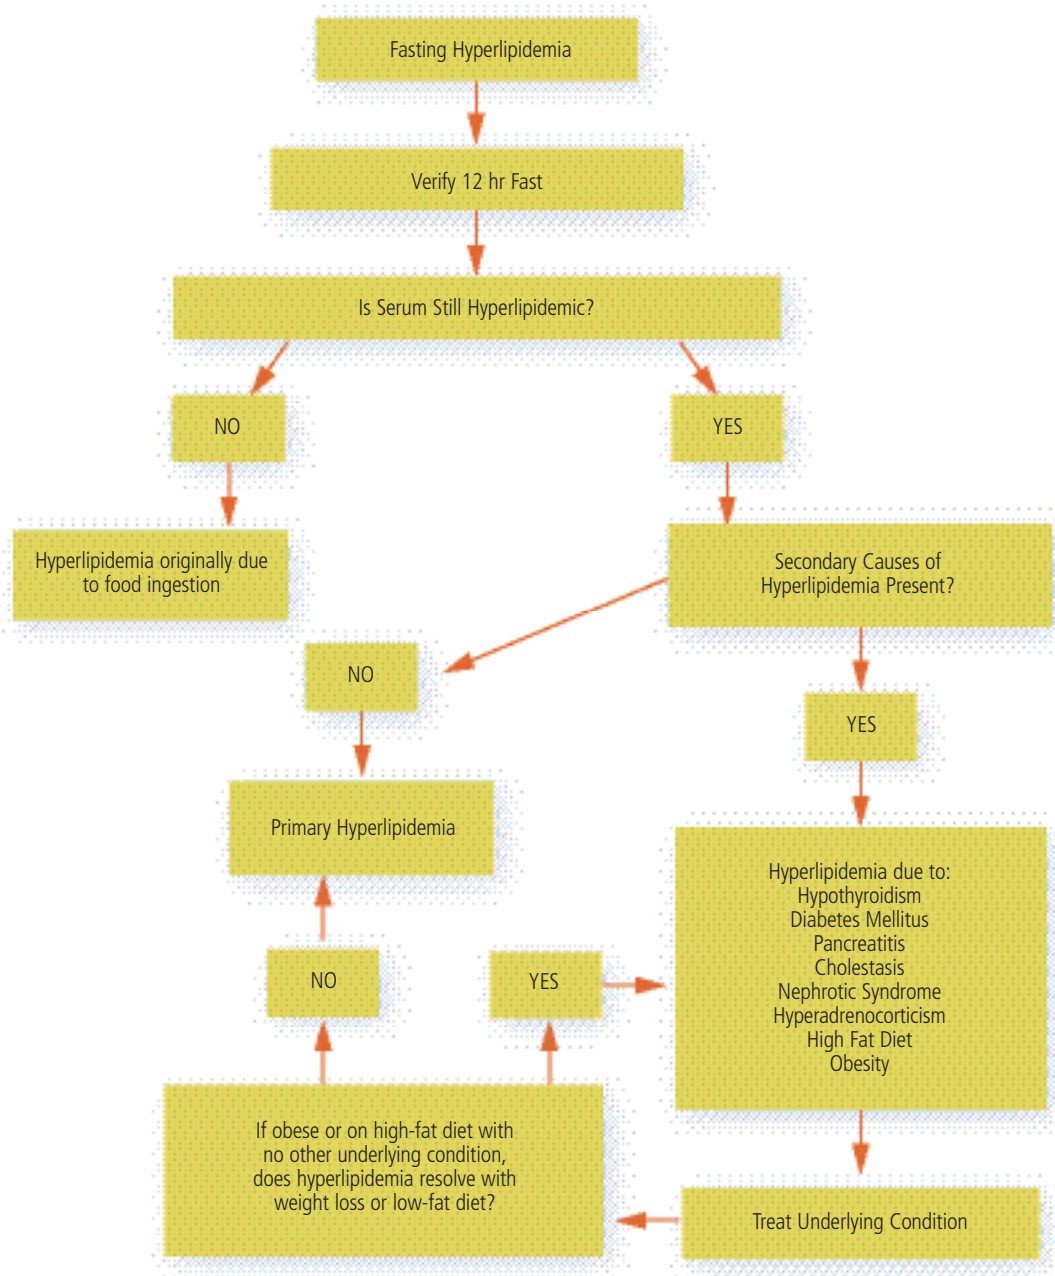 Fasting Hyperlipidemia
Verify 12 hr Fast
Is Serum Still Hyperlipidemic?
NO
YES
Hyperlipidemia originally due
to food ingestion
Secondary Causes of
Hyperlipidemia Present?
NO
YES
Primary Hyperlipidemia
Hyperlipidemia due to:
Hypothyroidism
Diabetes Mellitus
Pancreatitis
Cholestasis
Nephrotic Syndrome
Hyperadrenocorticism
High Fat Diet
Obesity
NO
YES
If obese or on high-fat diet with
no other underlying condition,
does hyperlipidemia resolve with
weight loss or low-fat diet?
Treat Underlying Condition